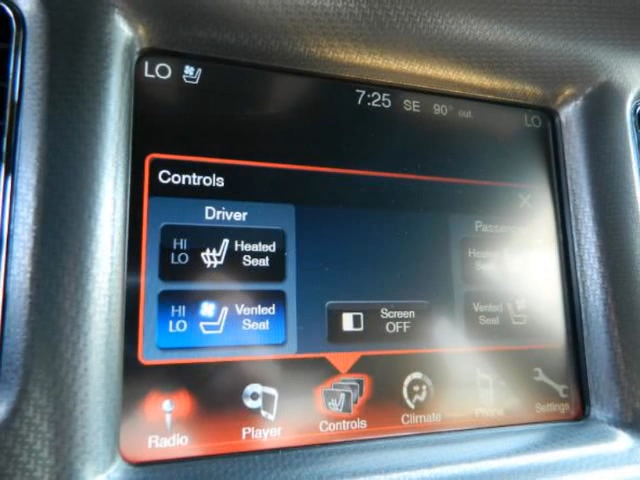 LO
7:25 SE 90° out.
LO
Controls
X
Driver
HI
LO
Heated
Seat
HI
LO
Vented
Seat
Screen
OFF
Vented
Seat
Radio
Player
Controls
Climate
Phone
Settings